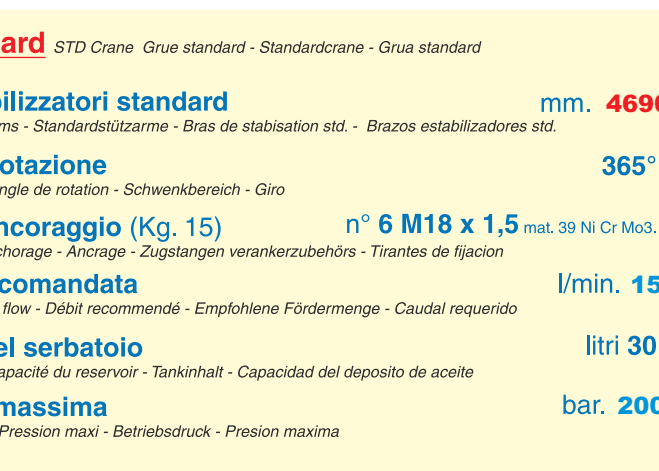 ard STD Crane Grue standard - Standardcrane - Grua standard
ilizzatori standard mm. 4690
ms - Standardstützarme - Bras de stabisation std. - Brazos estabilizadores std.
otazione 365°
ngle de rotation - Schwenkbereich - Giro
ncoraggio (Kg. 15) n° 6 M18 x 1,5 mat. 39 Ni Cr Mo3.
chorage - Ancrage - Zugstangen verankerzubehörs - Tirantes de fijacion
comandata l/min. 15
flow - Débit recommendé - Empfohlene Fördermenge - Caudal requerido
el serbatoio litri 30
apacité du reservoir - Tankinhalt - Capacidad del deposito de aceite
massima bar. 200
Pression maxi - Betriebsdruck - Presion maxima